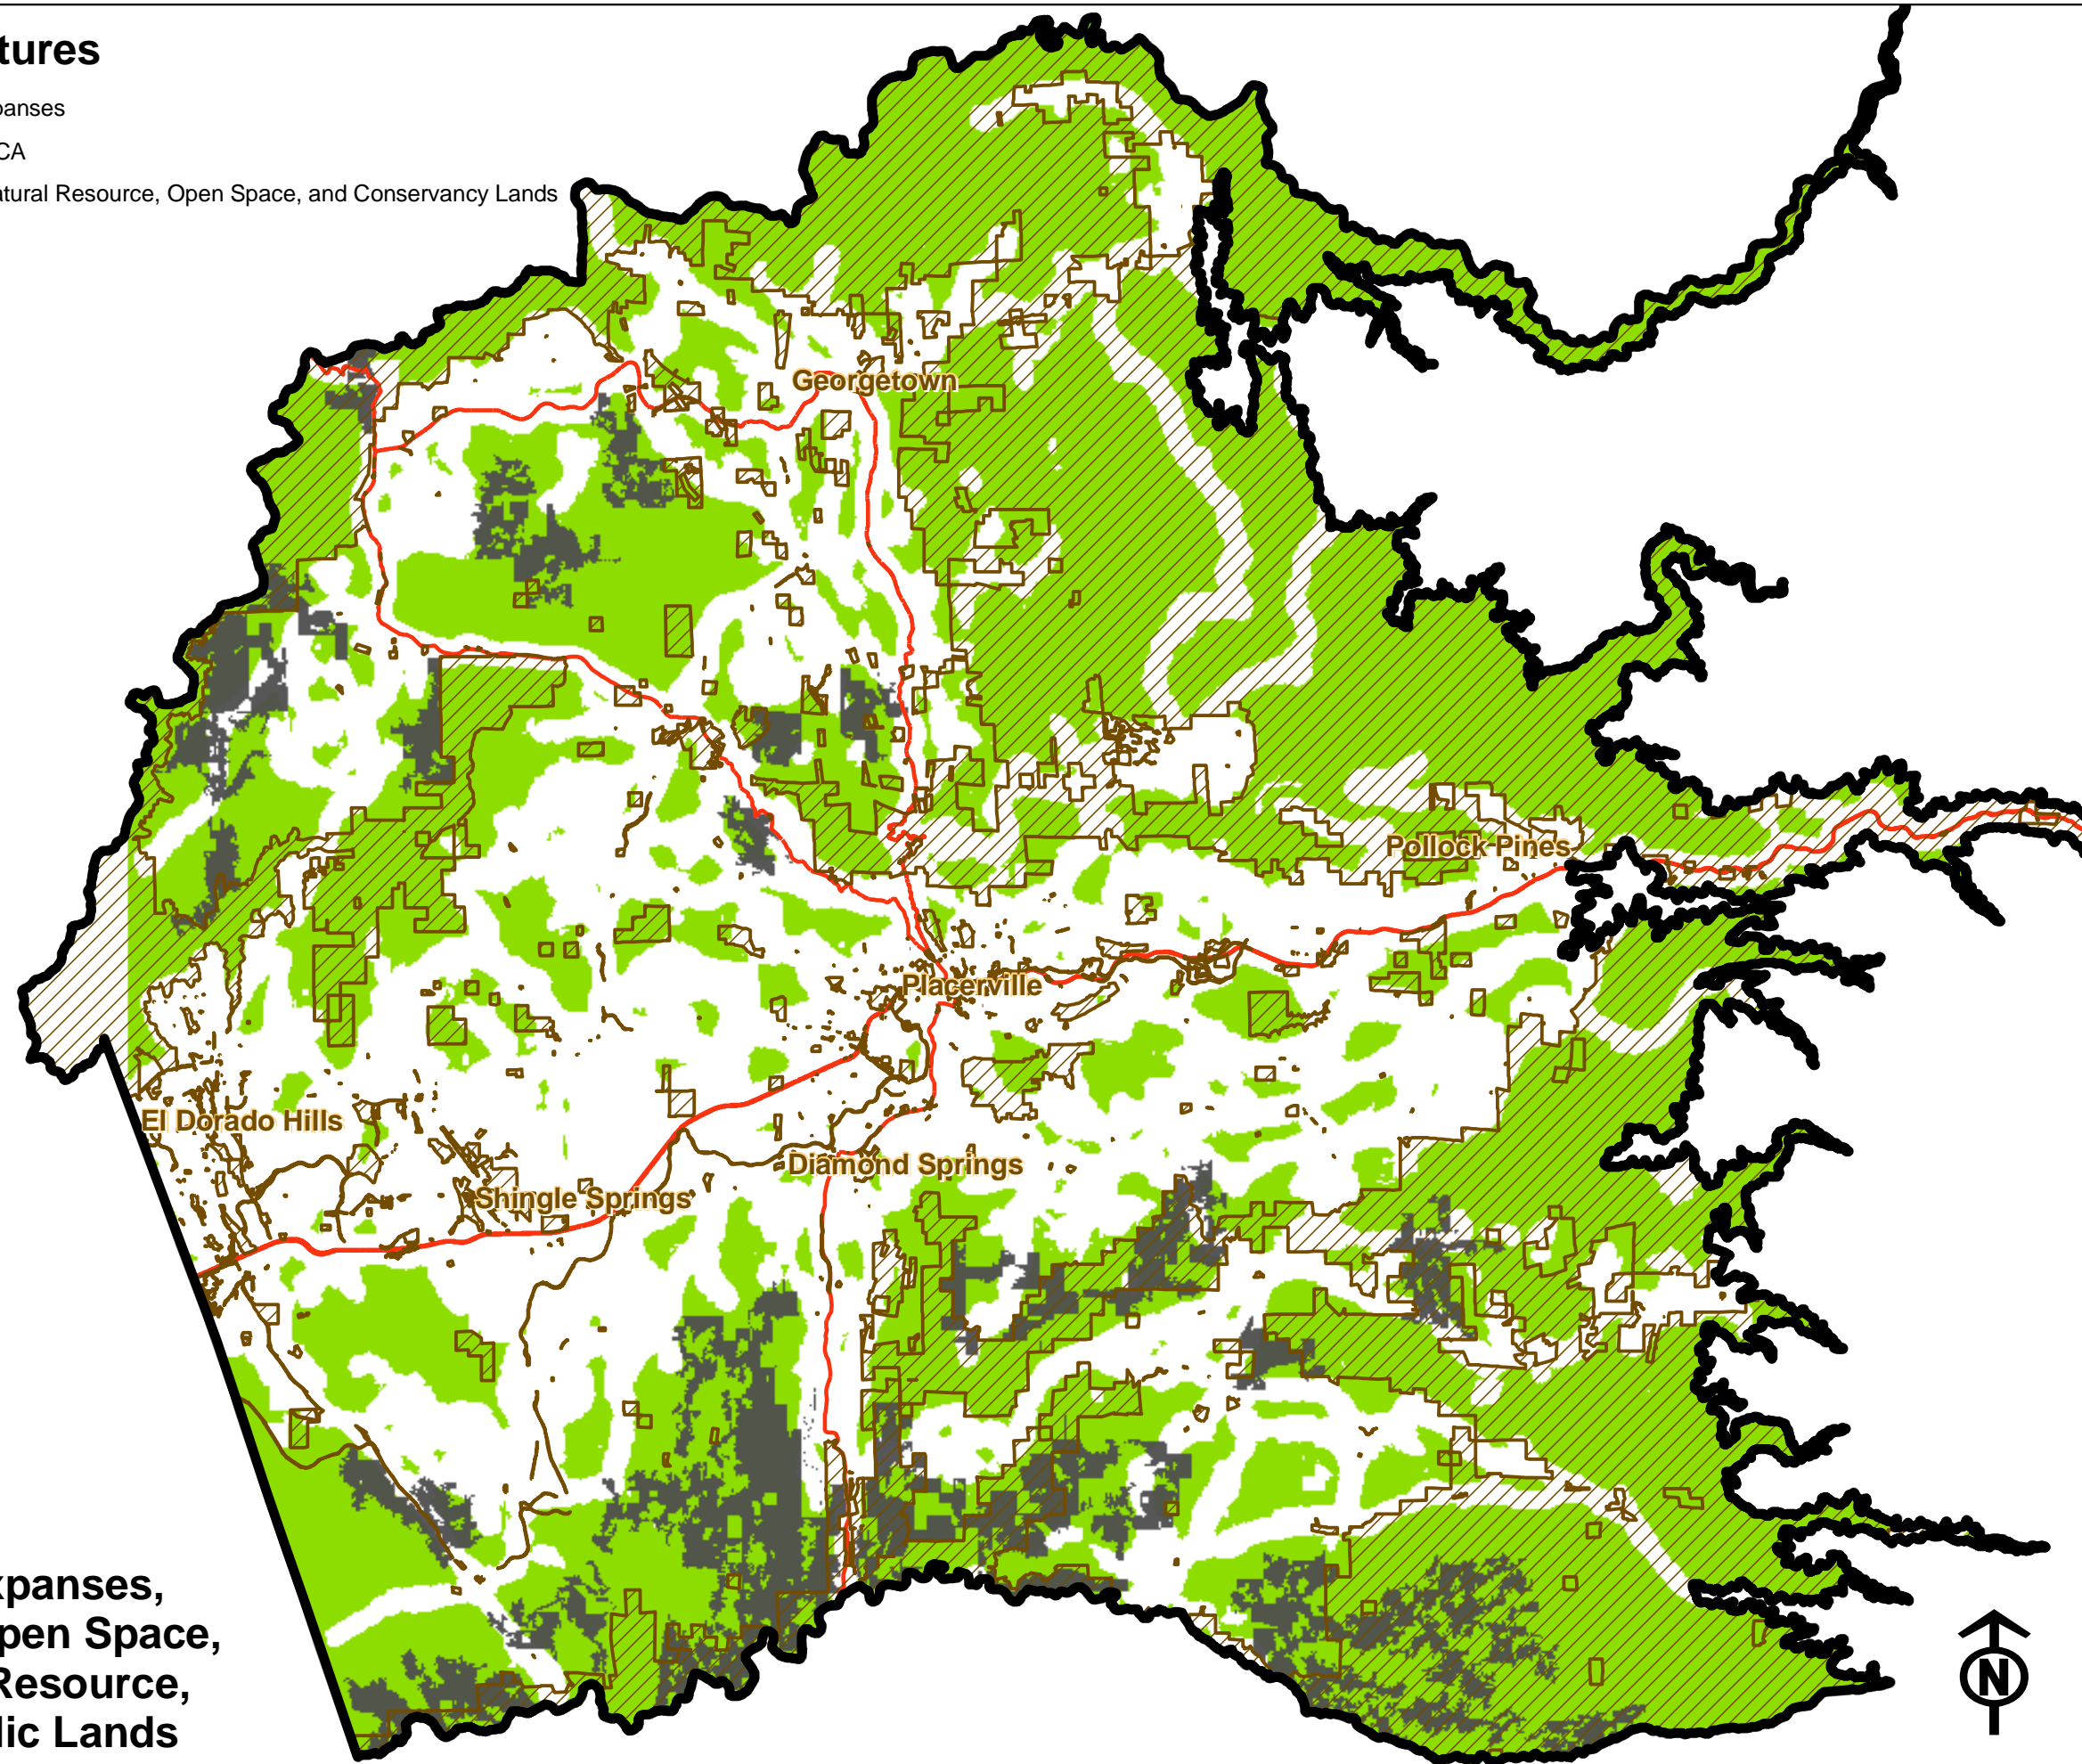 tures
panses
CA
atural Resource, Open Space, and Conservancy Lands
Georgetown
Pollock Pines
Placerville
El Dorado Hills
Diamond Springs
Shingle Springs
xpanses,
pen Space,
Resource,
lic Lands
N